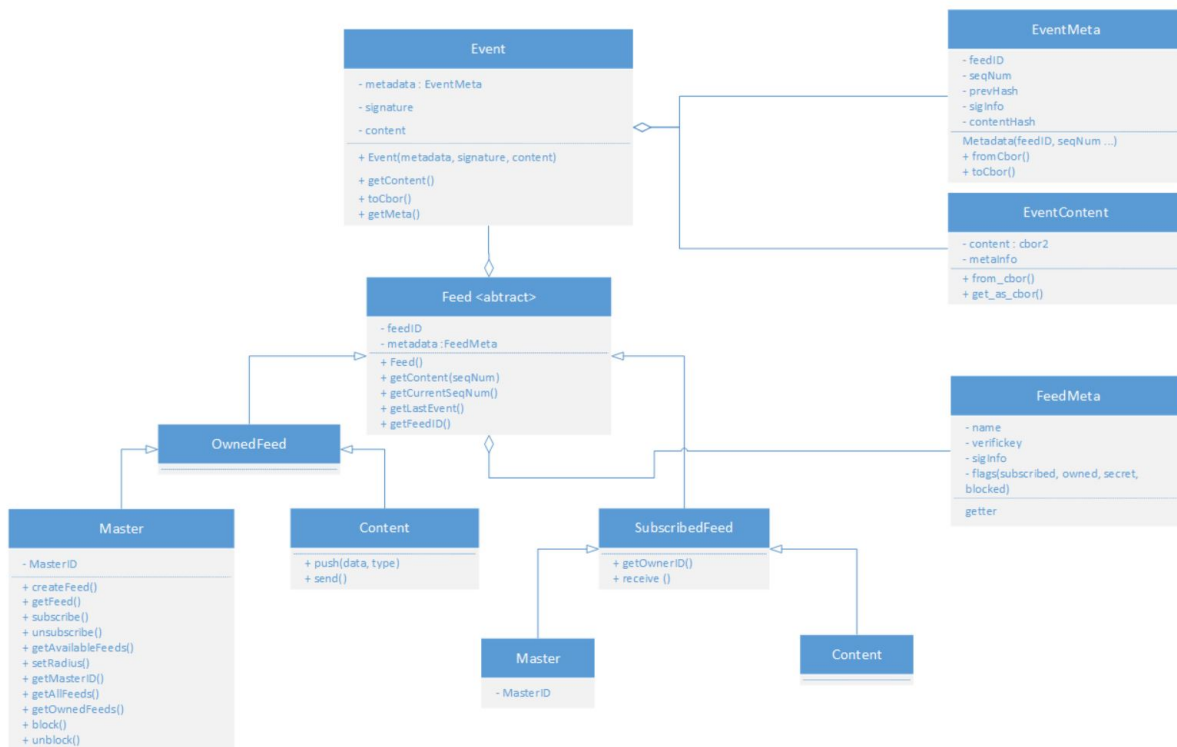 Event
- metadata : EventMeta
- signature
- content
+ Event(metadata, signature, content)
+ getContent()
+ toCbor()
+ getMeta()
EventMeta
- feedID
- seqNum
- prevHash
- sigInfo
- contentHash
Metadata(feedID, seqNum ...)
+ fromCbor()
+ toCbor()
EventContent
- content : cbor2
- metaInfo
+ from_cbor()
+ get_as_cbor()
Feed <abtract>
- feedID
- metadata :FeedMeta
+ Feed()
+ getContent(seqNum)
+ getCurrentSeqNum()
+ getLastEvent()
+ getFeedID()
FeedMeta
- name
- verifickey
- sigInfo
- flags(subscribed, owned, secret,
blocked)
getter
OwnedFeed
Master
- MasterID
+ createFeed()
+ getFeed()
+ subscribe()
+ unsubscribe()
+ getAvailableFeeds()
+ setRadius()
+ getMasterID()
+ getAllFeeds()
+ getOwnedFeeds()
+ block()
+ unblock()
Content
+ push(data, type)
+ send()
SubscribedFeed
+ getOwnerID()
+ receive ()
Master
- MasterID
Content